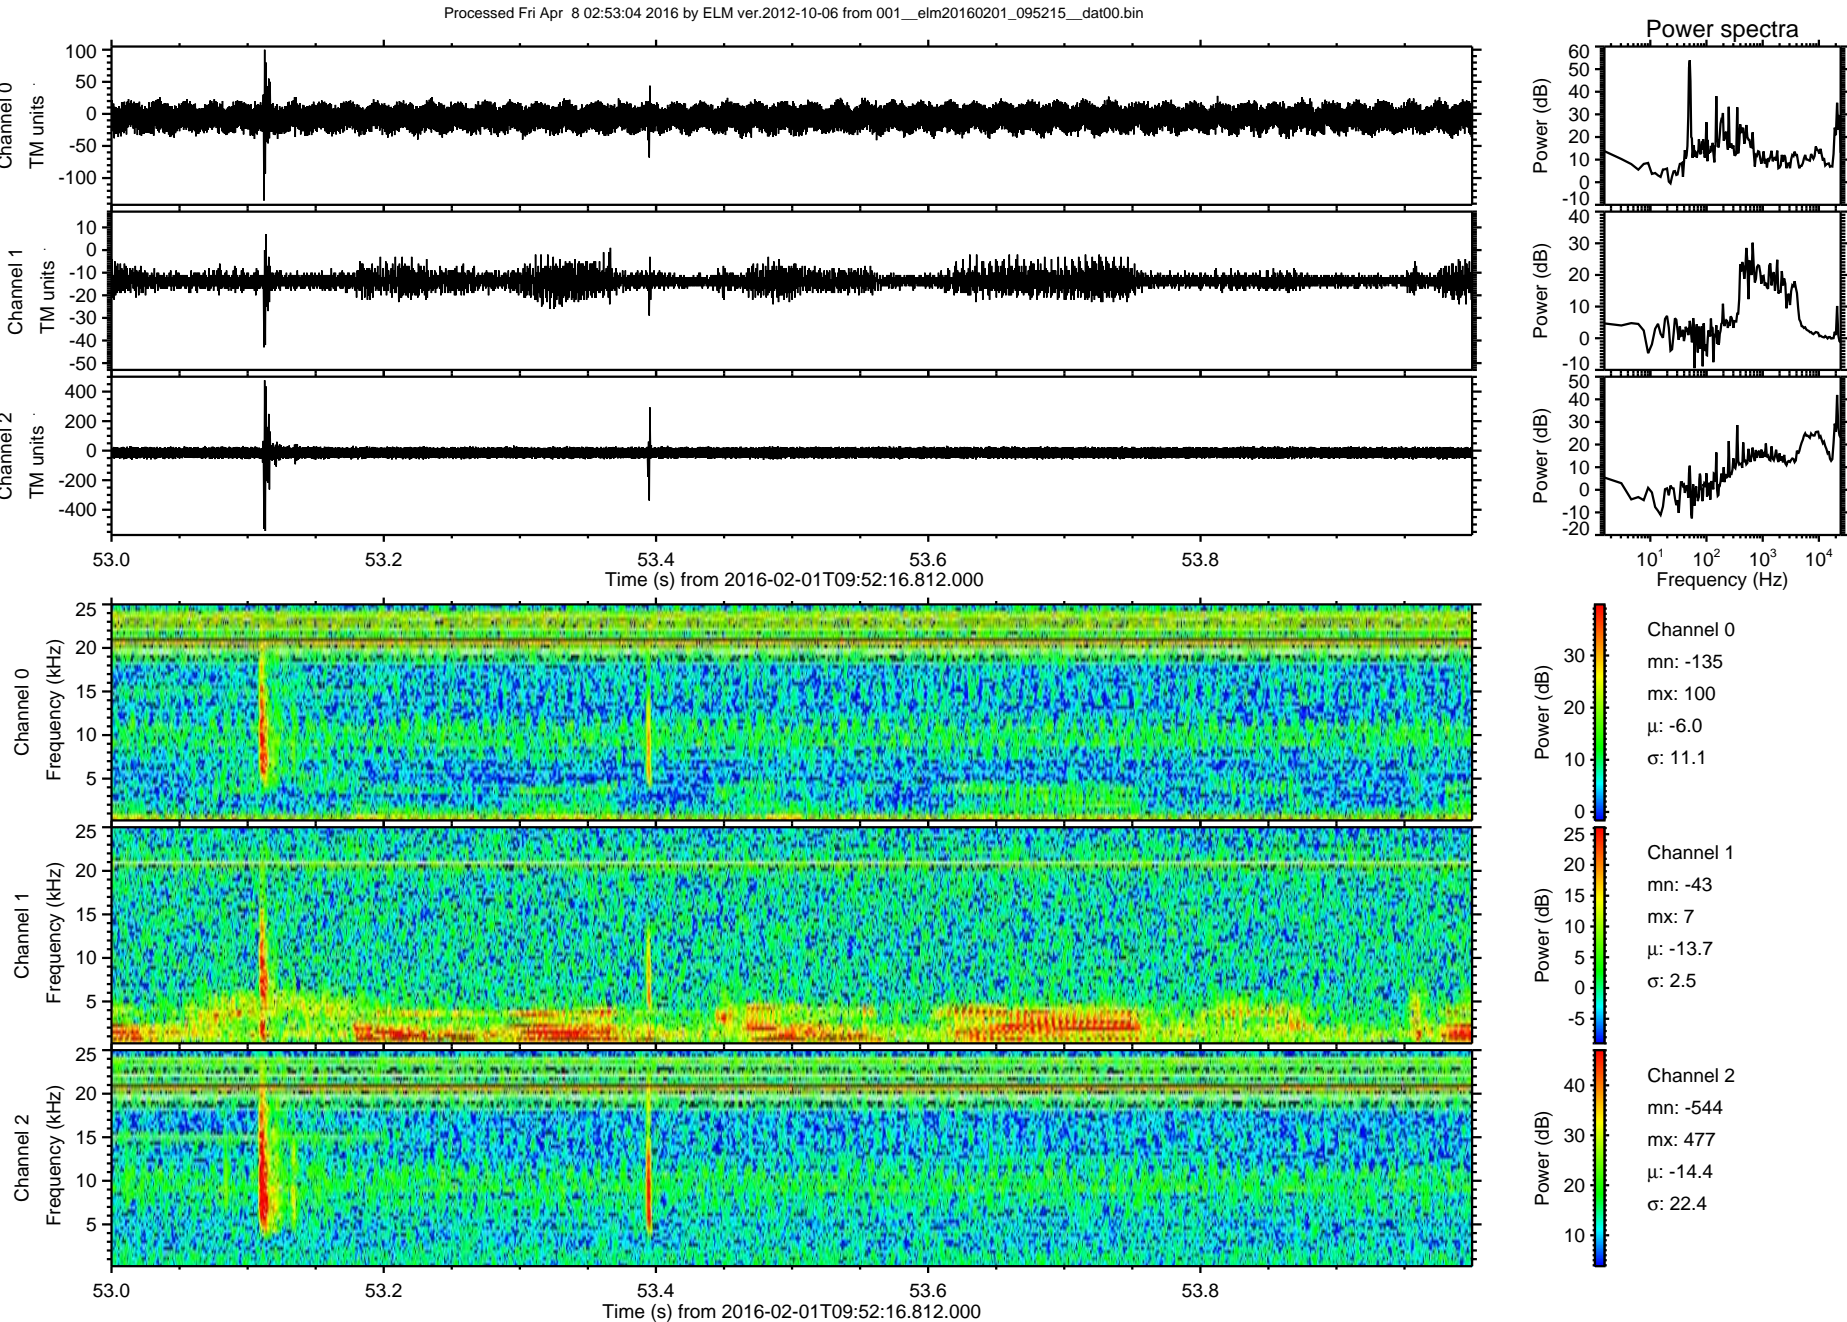 Processed Fri Apr  8 02:53:04 2016 by ELM ver.2012-10-06 from 001__elm20160201_095215__dat00.bin
Power spectra
Channel 0
TM units
100
50
0
-50
-100
Power (dB)
60
50
40
30
20
10
0
-10
Channel 1
TM units
10
0
-10
-20
-30
-40
-50
Power (dB)
40
30
20
10
0
-10
Channel 2
TM units
400
200
0
-200
-400
Power (dB)
50
40
30
20
10
0
-10
-20
53.0 53.2 53.4 53.6 53.8
Time (s) from 2016-02-01T09:52:16.812.000
10¹ 10² 10³ 10⁴
Frequency (Hz)
Channel 0
Frequency (kHz)
25
20
15
10
5
Power (dB)
30
20
10
0
Channel 0
mn: -135
mx: 100
μ: -6.0
σ: 11.1
Channel 1
Frequency (kHz)
25
20
15
10
5
Power (dB)
25
20
15
10
5
0
-5
Channel 1
mn: -43
mx: 7
μ: -13.7
σ: 2.5
Channel 2
Frequency (kHz)
25
20
15
10
5
Power (dB)
40
30
20
10
Channel 2
mn: -544
mx: 477
μ: -14.4
σ: 22.4
53.0 53.2 53.4 53.6 53.8
Time (s) from 2016-02-01T09:52:16.812.000